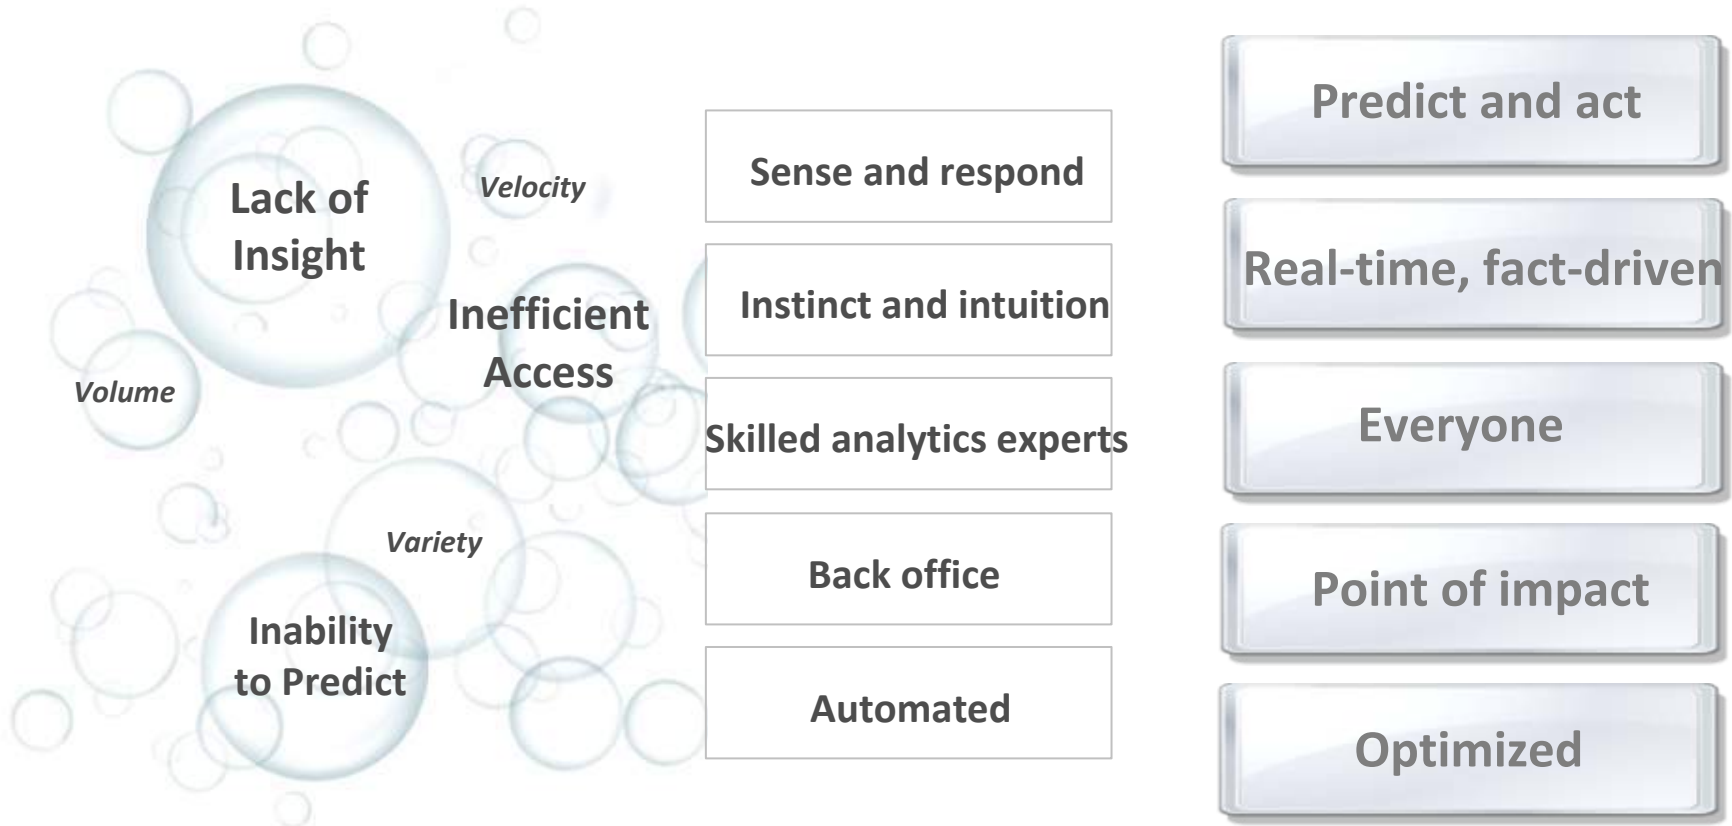 Lack of
Insight
Velocity
Inefficient
Access
Volume
Variety
Inability
to Predict
Sense and respond
Instinct and intuition
Skilled analytics experts
Back office
Automated
Predict and act
Real-time, fact-driven
Everyone
Point of impact
Optimized